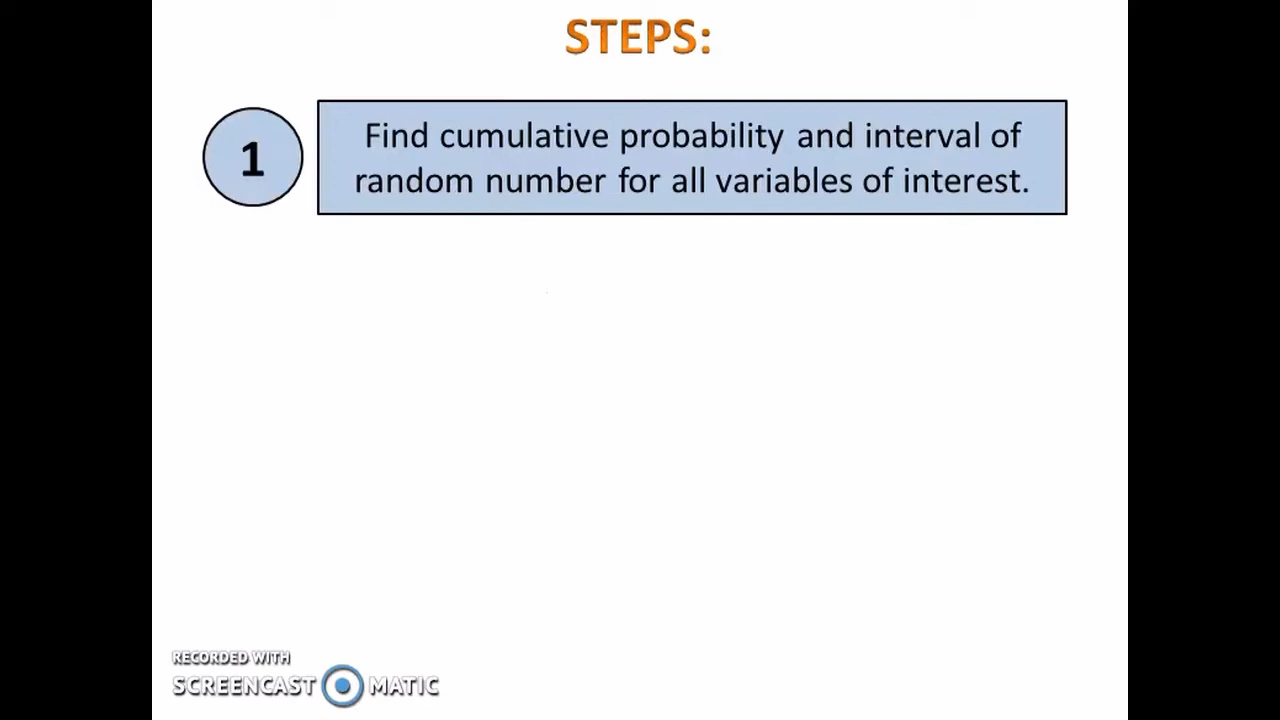 STEPS:
1
Find cumulative probability and interval of
random number for all variables of interest.
RECORDED WITH
SCREENCAST MATIC